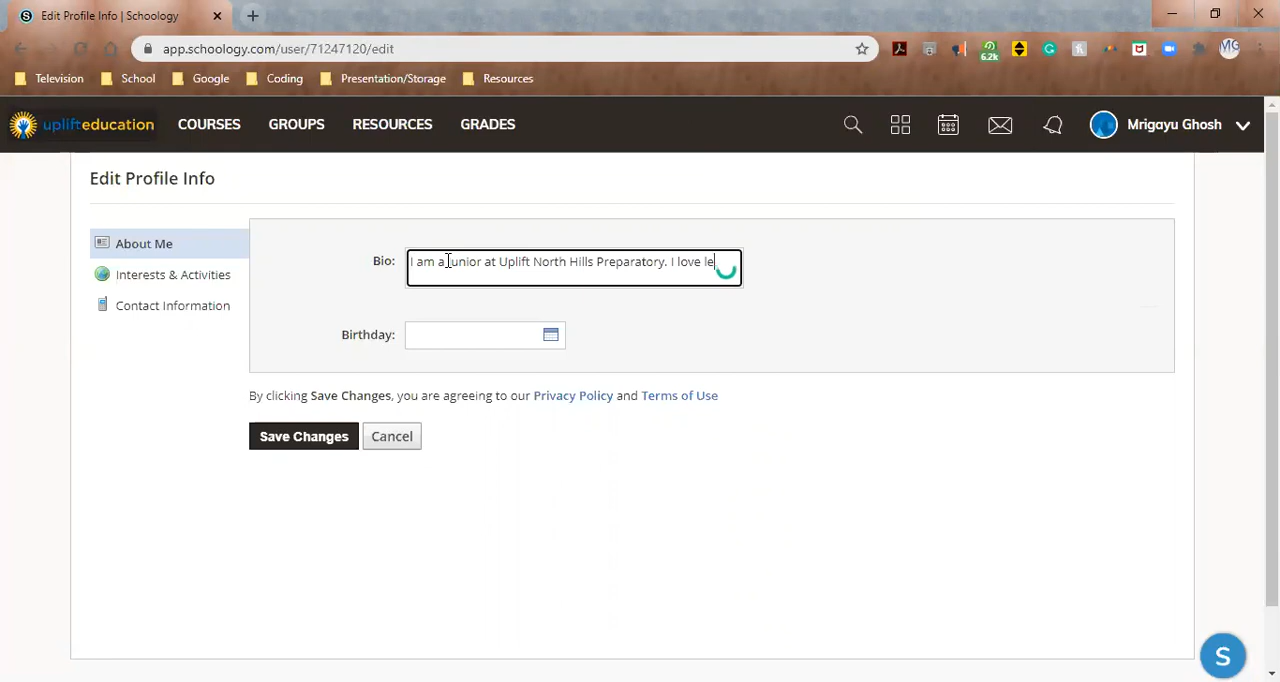 Edit Profile Info | Schoology
app.schoology.com/user/71247120/edit
6.2k
MG
Television School Google Coding Presentation/Storage Resources
uplifteducation COURSES GROUPS RESOURCES GRADES Mrigayu Ghosh
Edit Profile Info
About Me
Interests & Activities
Contact Information
Bio: I am a Junior at Uplift North Hills Preparatory. I love le
Birthday:
By clicking Save Changes, you are agreeing to our Privacy Policy and Terms of Use
Save Changes Cancel
S